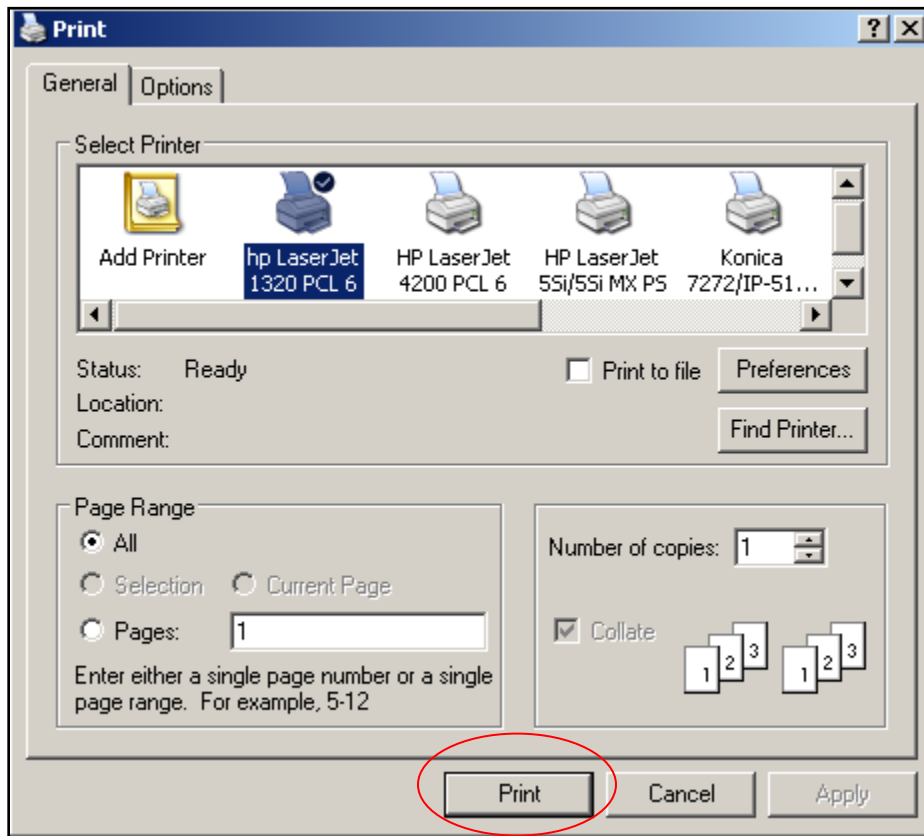 Print
General Options
Select Printer
Add Printer hp LaserJet HP LaserJet HP LaserJet Konica
1320 PCL 6 4200 PCL 6 5Si/5Si MX PS 7272/IP-51...
Status: Ready Print to file Preferences
Location:
Comment: Find Printer...
Page Range
All
Number of copies: 1
Selection Current Page
Pages: 1
Collate
1 2 3 1 2 3
Enter either a single page number or a single
page range. For example, 5-12
Print Cancel Apply